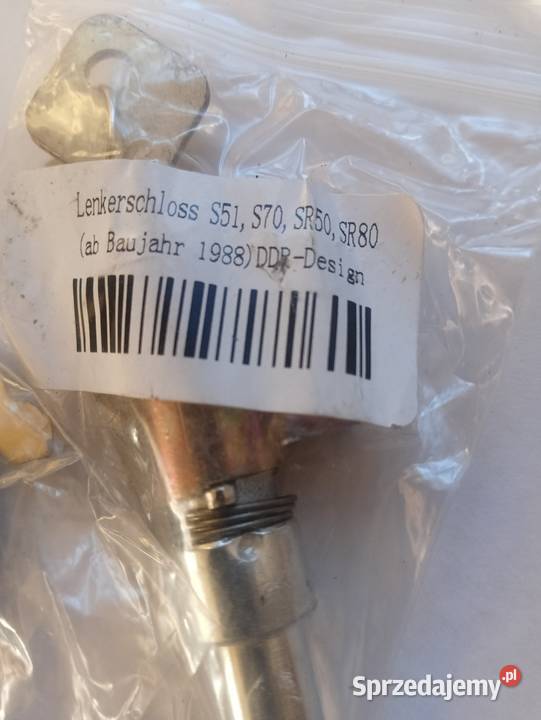 Lenkerschloss S51, S70, SR50, SR80
(ab Baujahr 1988) DDR-Design
Sprzedajemy.pl